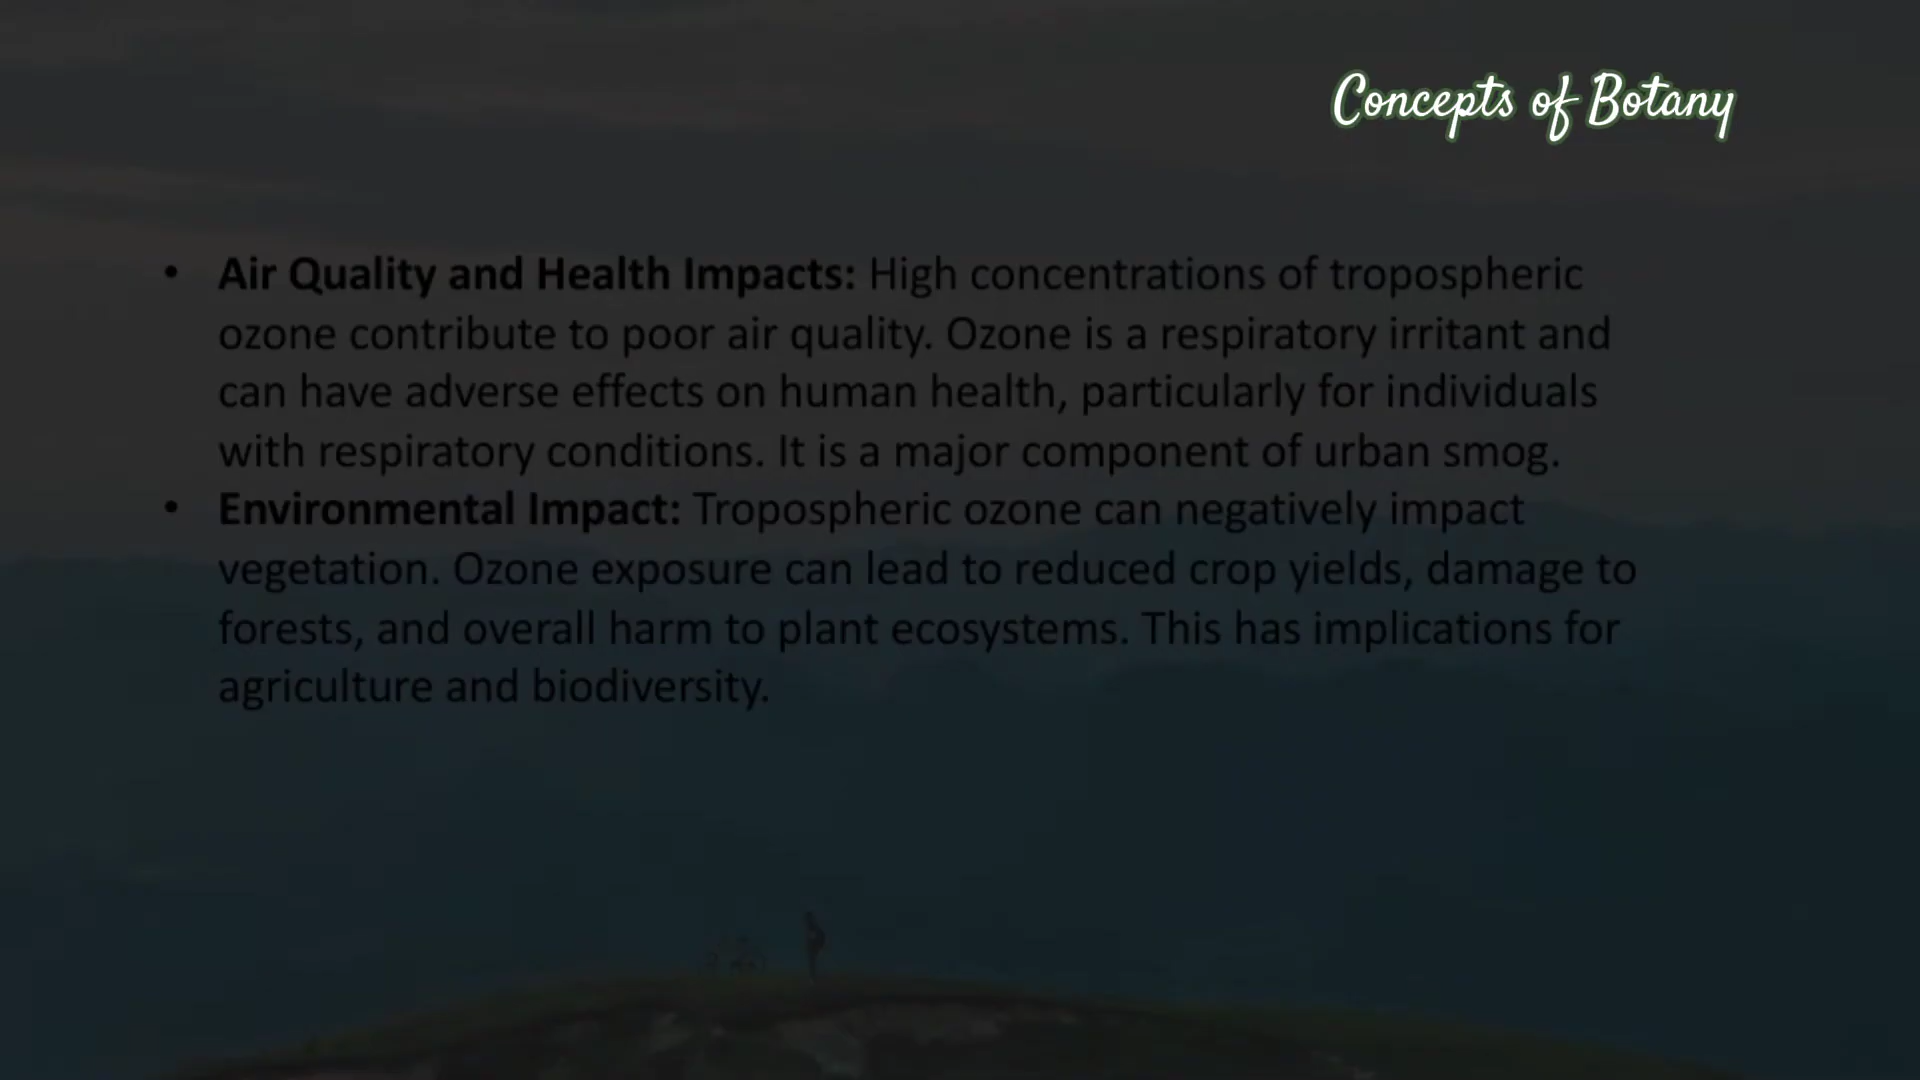 Concepts of Botany
• Air Quality and Health Impacts: High concentrations of tropospheric
ozone contribute to poor air quality. Ozone is a respiratory irritant and
can have adverse effects on human health, particularly for individuals
with respiratory conditions. It is a major component of urban smog.
• Environmental Impact: Tropospheric ozone can negatively impact
vegetation. Ozone exposure can lead to reduced crop yields, damage to
forests, and overall harm to plant ecosystems. This has implications for
agriculture and biodiversity.